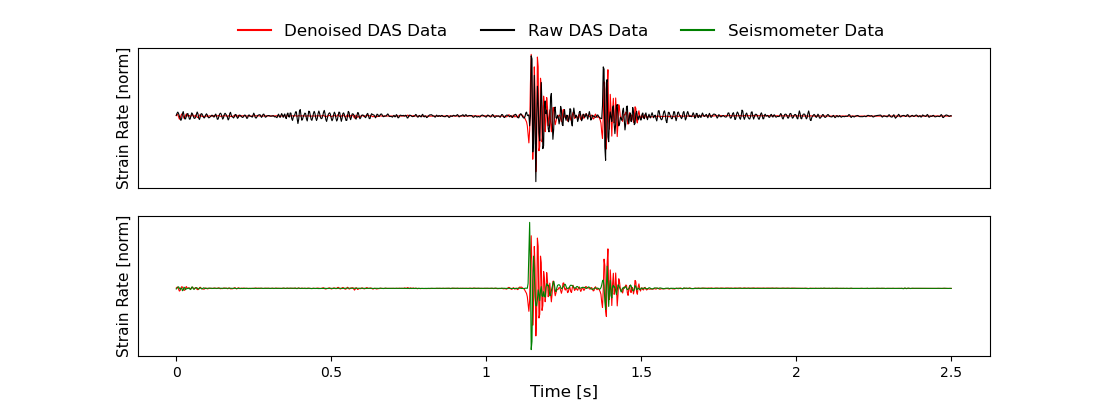 Denoised DAS Data Raw DAS Data Seismometer Data
Strain Rate [norm]
Strain Rate [norm]
0 0.5 1 1.5 2 2.5
Time [s]